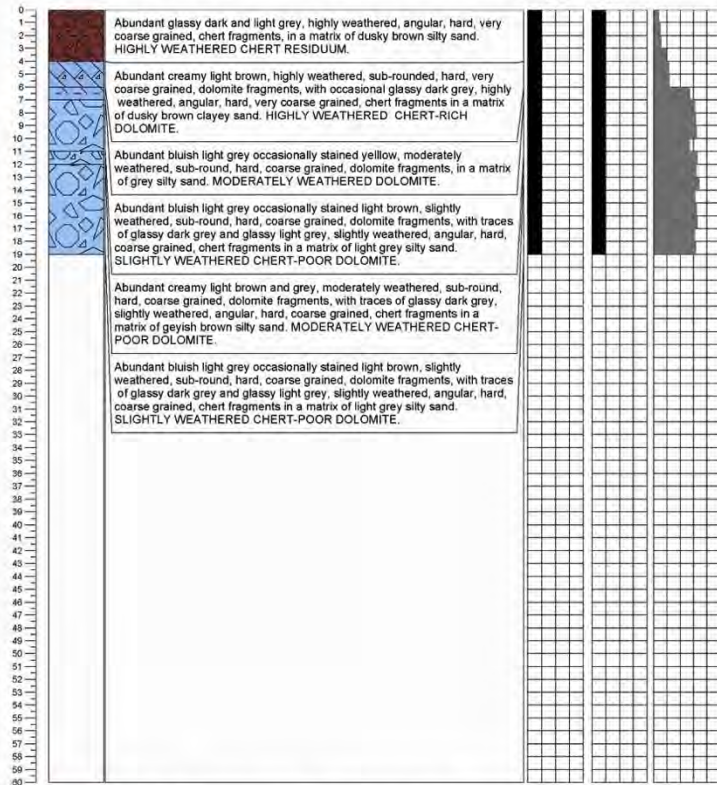 0
1
2
3
4
5
6
7
8
9
10
11
12
13
14
15
16
17
18
19
20
21
22
23
24
25
26
27
28
29
30
31
32
33
34
35
36
37
38
39
40
41
42
43
44
45
46
47
48
49
50
51
52
53
54
55
56
57
58
59
60
Abundant glassy dark and light grey, highly weathered, angular, hard, very
coarse grained, chert fragments, in a matrix of dusky brown silty sand.
HIGHLY WEATHERED CHERT RESIDUUM.
Abundant creamy light brown, highly weathered, sub-rounded, hard, very
coarse grained, dolomite fragments, with occasional glassy dark grey, highly
weathered, angular, hard, very coarse grained, chert fragments in a matrix
of dusky brown clayey sand. HIGHLY WEATHERED CHERT-RICH
DOLOMITE.
Abundant bluish light grey occasionally stained yelllow, moderately
weathered, sub-round, hard, coarse grained, dolomite fragments, in a matrix
of grey silty sand. MODERATELY WEATHERED DOLOMITE.
Abundant bluish light grey occasionally stained light brown, slightly
weathered, sub-round, hard, coarse grained, dolomite fragments, with traces
of glassy dark grey and glassy light grey, slightly weathered, angular, hard,
coarse grained, chert fragments in a matrix of light grey silty sand.
SLIGHTLY WEATHERED CHERT-POOR DOLOMITE.
Abundant creamy light brown and grey, moderately weathered, sub-round,
hard, coarse grained, dolomite fragments, with traces of glassy dark grey,
slightly weathered, angular, hard, coarse grained, chert fragments in a
matrix of geyish brown silty sand. MODERATELY WEATHERED CHERT-
POOR DOLOMITE.
Abundant bluish light grey occasionally stained light brown, slightly
weathered, sub-round, hard, coarse grained, dolomite fragments, with traces
of glassy dark grey and glassy light grey, slightly weathered, angular, hard,
coarse grained, chert fragments in a matrix of light grey silty sand.
SLIGHTLY WEATHERED CHERT-POOR DOLOMITE.